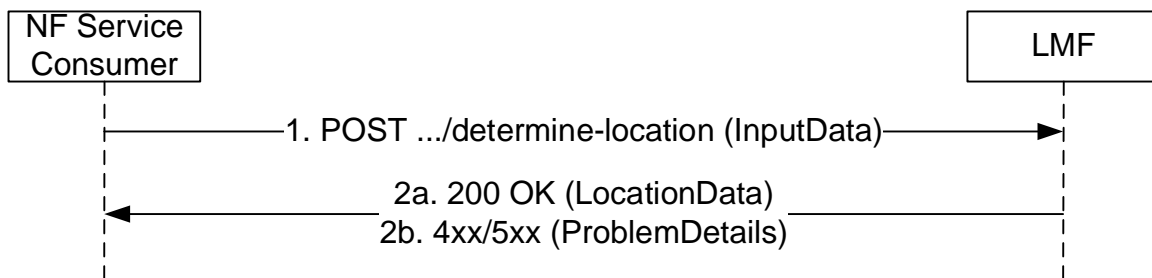 NF Service
Consumer
LMF
1. POST .../determine-location (InputData)
2a. 200 OK (LocationData)
2b. 4xx/5xx (ProblemDetails)